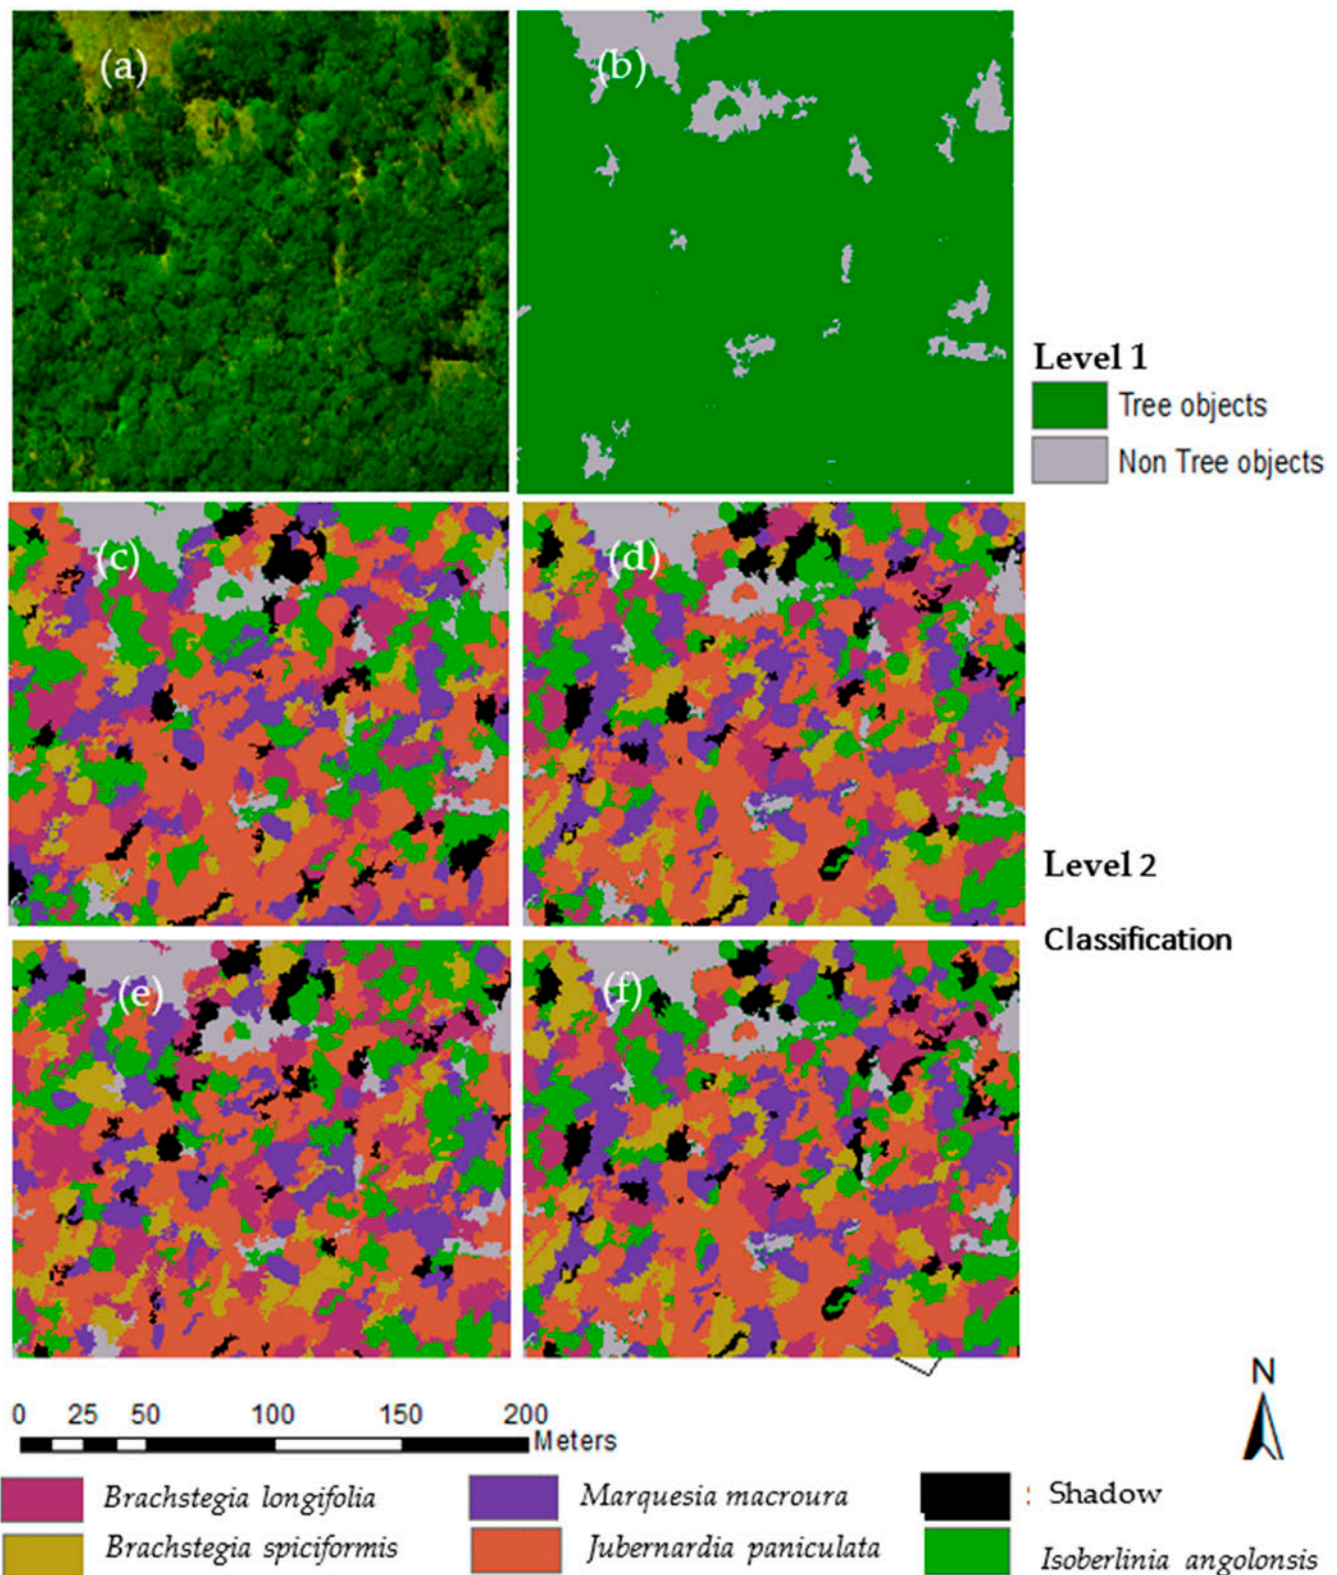 (a)
(b)
Level 1
Tree objects
Non Tree objects
(c)
(d)
Level 2
Classification
(e)
(f)
N
0 25 50 100 150 200
Meters
Brachstegia longifolia
Marquesia macroura
: Shadow
Brachstegia spiciformis
Jubernardia paniculata
Isoberlinia angolonsis